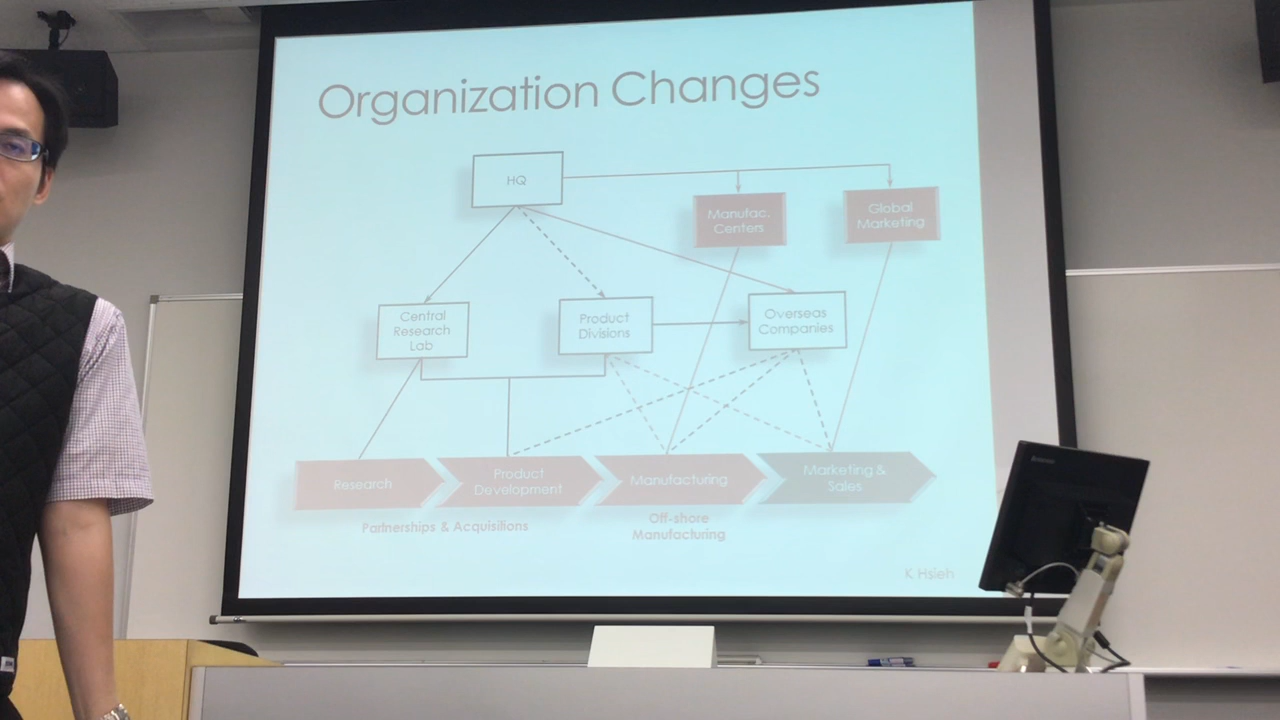 Organization Changes
HQ
Manufac.
Centers
Global
Marketing
Central
Research
Lab
Product
Divisions
Overseas
Companies
Research
Product
Development
Manufacturing
Marketing &
Sales
Partnerships & Acquisitions
Off-shore
Manufacturing
K Hsieh